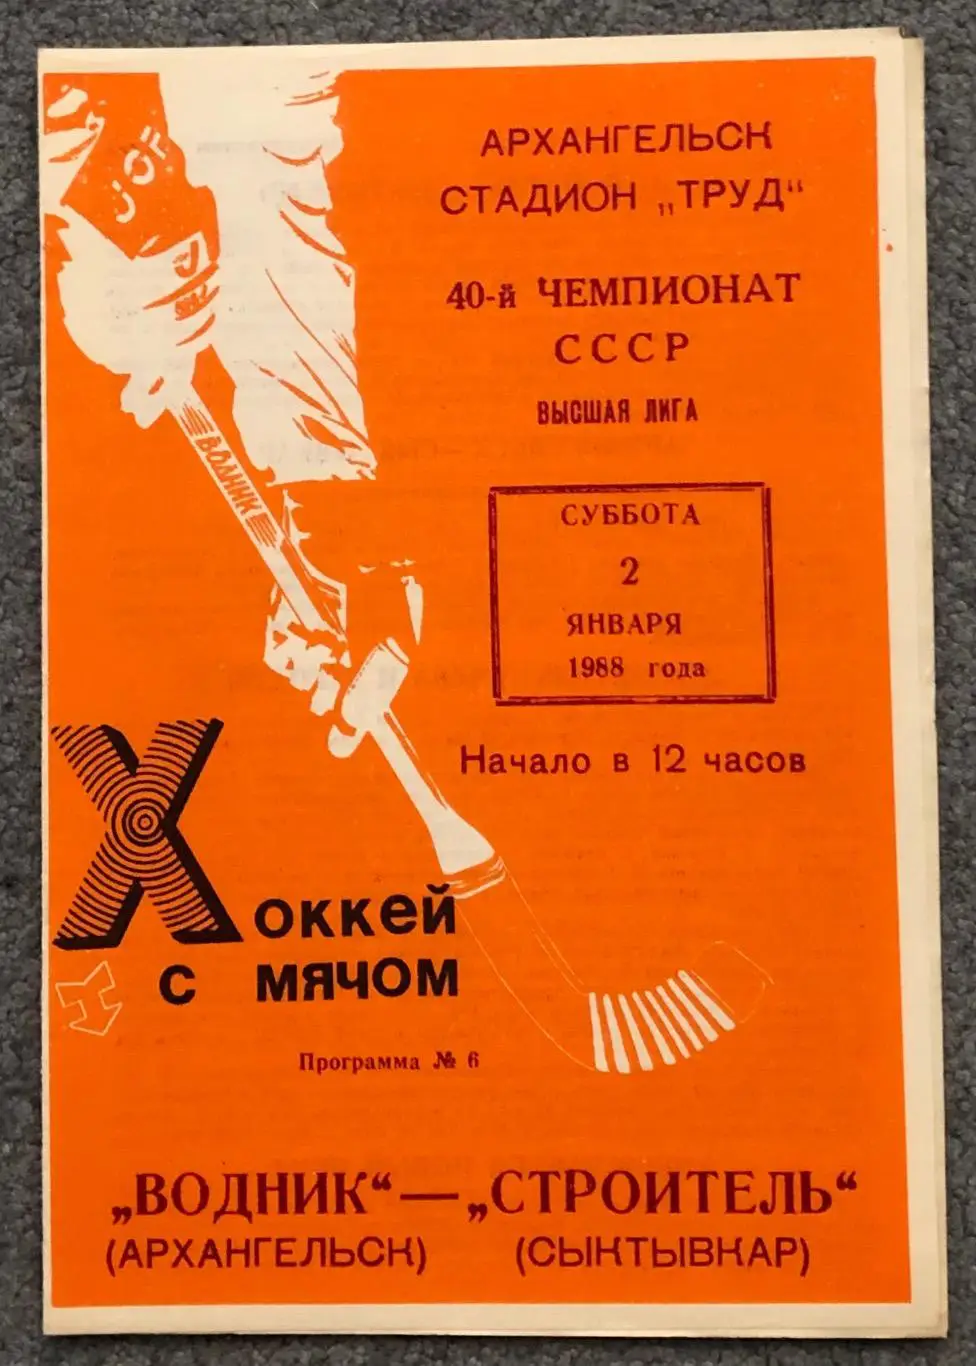 АРХАНГЕЛЬСК
СТАДИОН „ТРУД“
40-й ЧЕМПИОНАТ
СССР
ВЫСШАЯ ЛИГА
СУББОТА
2
ЯНВАРЯ
1988 года
Начало в 12 часов
ВОДНИК
Хоккей
с мячом
Программа № 6
„ВОДНИК“ — „СТРОИТЕЛЬ“
(АРХАНГЕЛЬСК) (СЫКТЫВКАР)